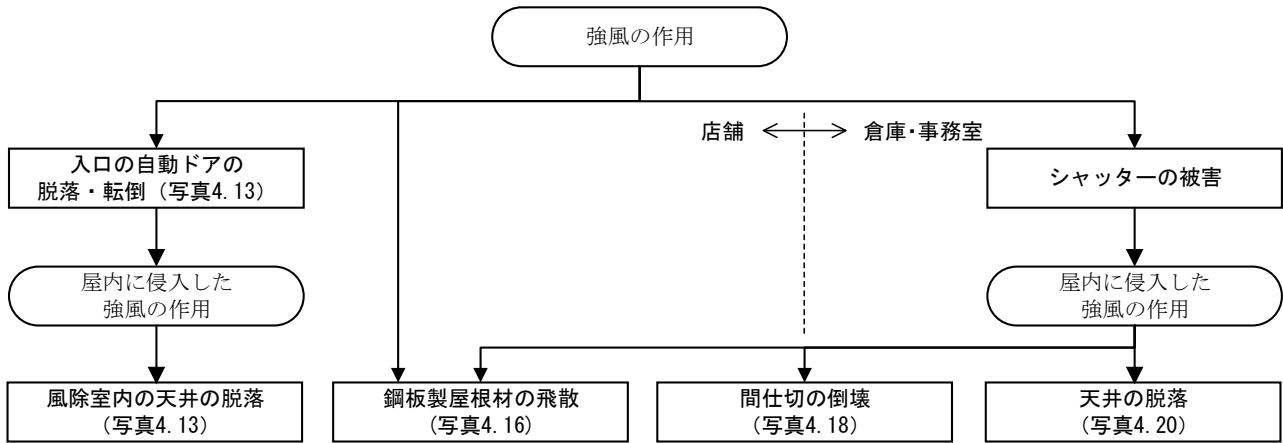 強風の作用
店舗
倉庫・事務室
入口の自動ドアの
脱落・転倒（写真4.13）
シャッターの被害
屋内に侵入した
強風の作用
屋内に侵入した
強風の作用
風除室内の天井の脱落
（写真4.13）
鋼板製屋根材の飛散
（写真4.16）
間仕切の倒壊
（写真4.18）
天井の脱落
（写真4.20）